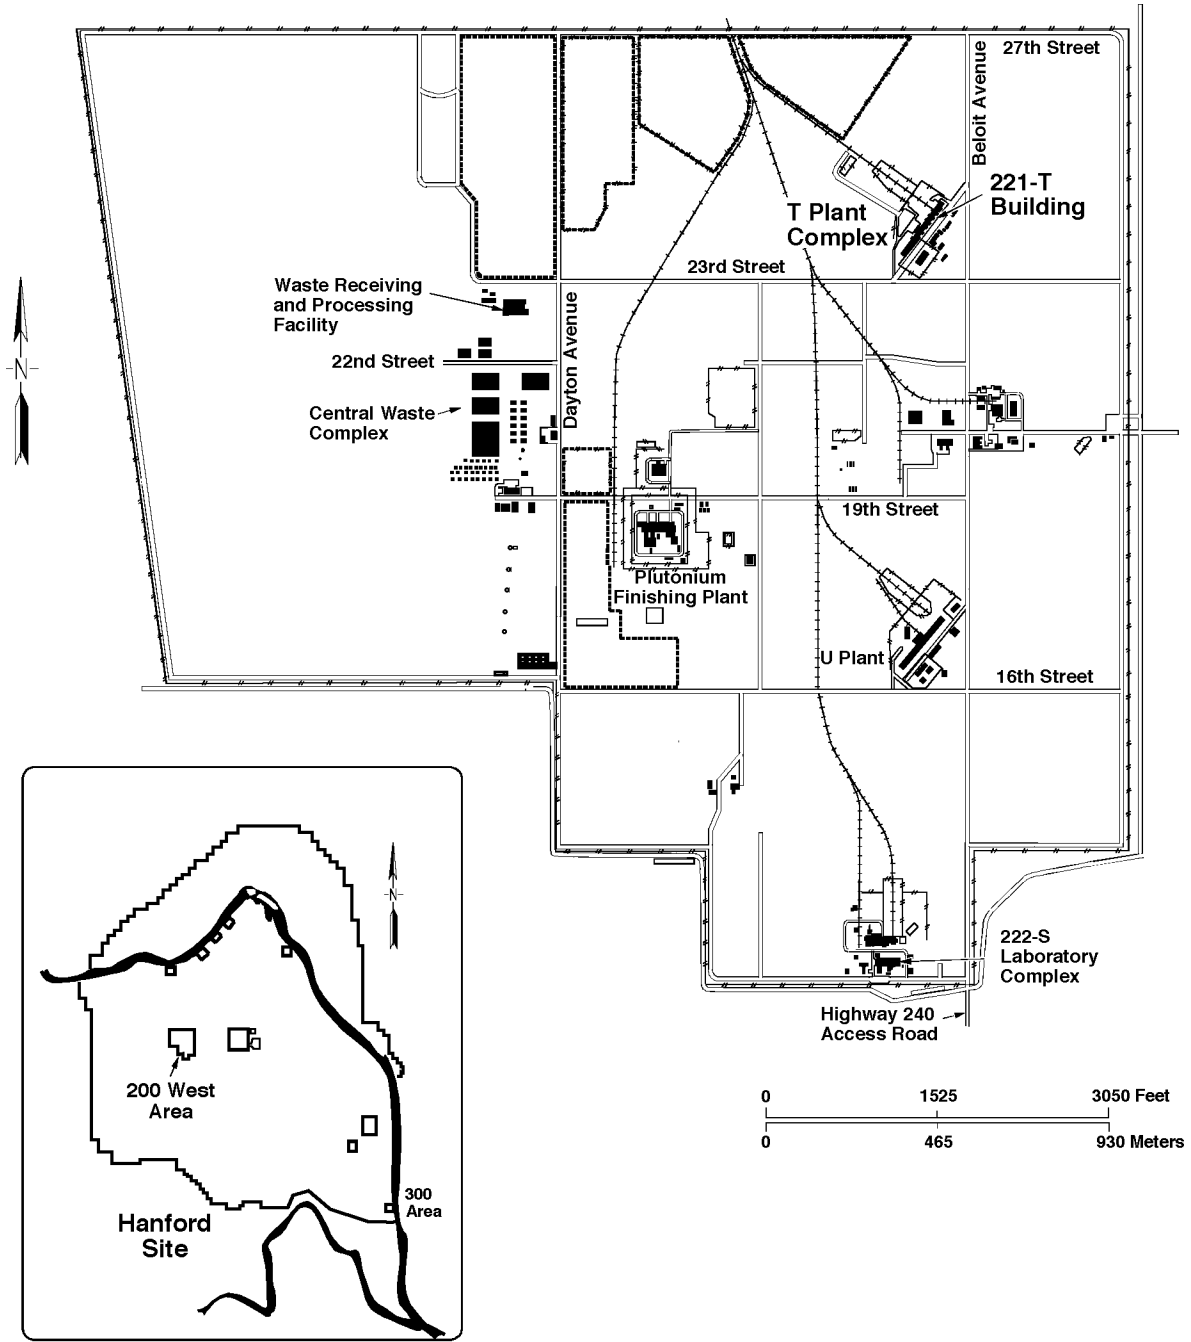 27th Street
Beloit Avenue
221-T
Building
T Plant
Complex
23rd Street
Waste Receiving
and Processing
Facility
Dayton Avenue
22nd Street
N
Central Waste
Complex
19th Street
Plutonium
Finishing Plant
U Plant
16th Street
222-S
Laboratory
Complex
Highway 240
Access Road
0 1525 3050 Feet
0 465 930 Meters
N
200 West
Area
300
Area
Hanford
Site